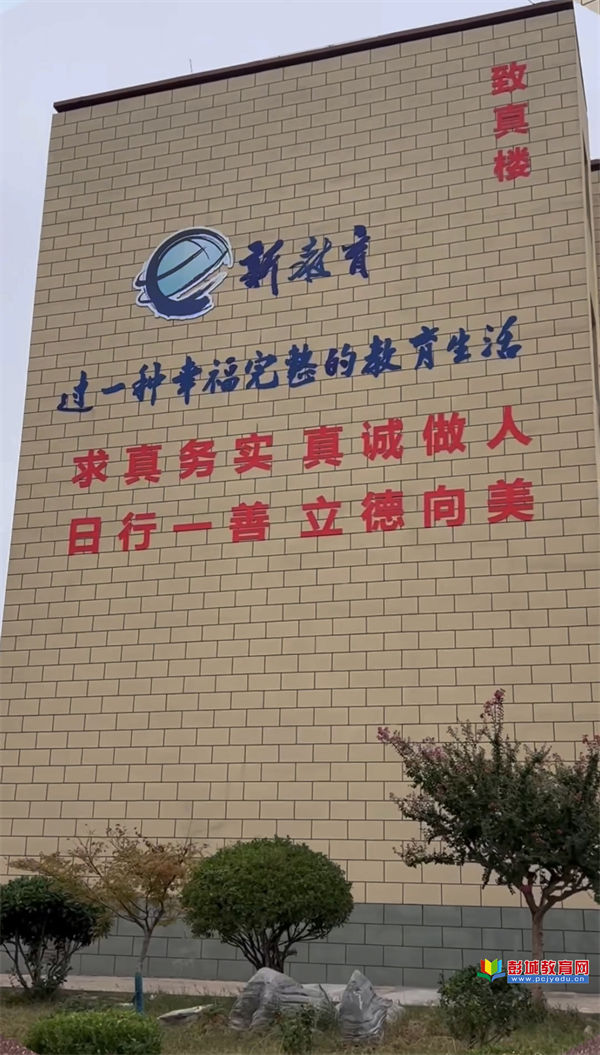 致真楼
新教育
过一种幸福完整的教育生活
求真务实 真诚做人
日行一善 立德向美
彭城教育网
www.pcjyedu.cn